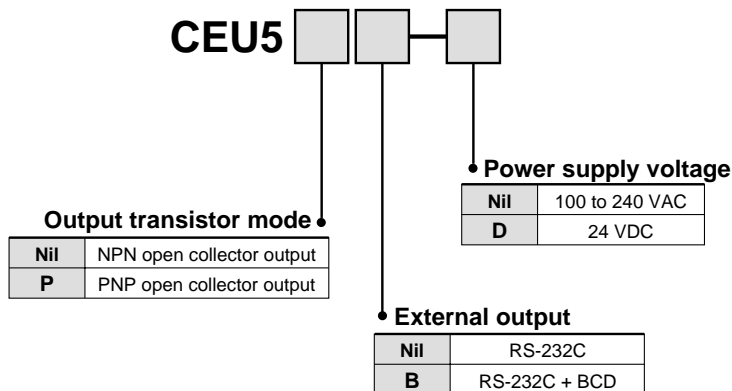 CEU5
Power supply voltage
Nil 100 to 240 VAC
D 24 VDC
Output transistor mode
Nil NPN open collector output
P PNP open collector output
External output
Nil RS-232C
B RS-232C + BCD